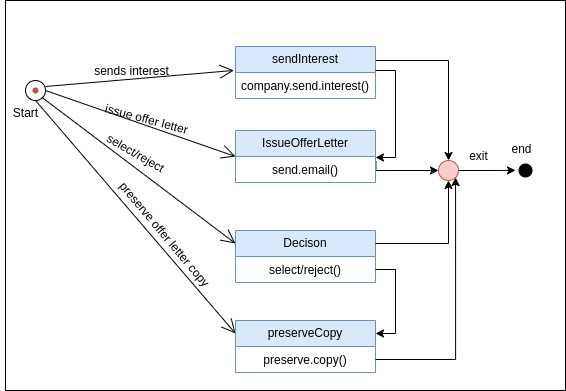 sends interest
sendInterest
company.send.interest()
Start
issue offer letter
IssueOfferLetter
send.email()
exit
end
select/reject
Decison
select/reject()
preserve offer letter copy
preserveCopy
preserve.copy()